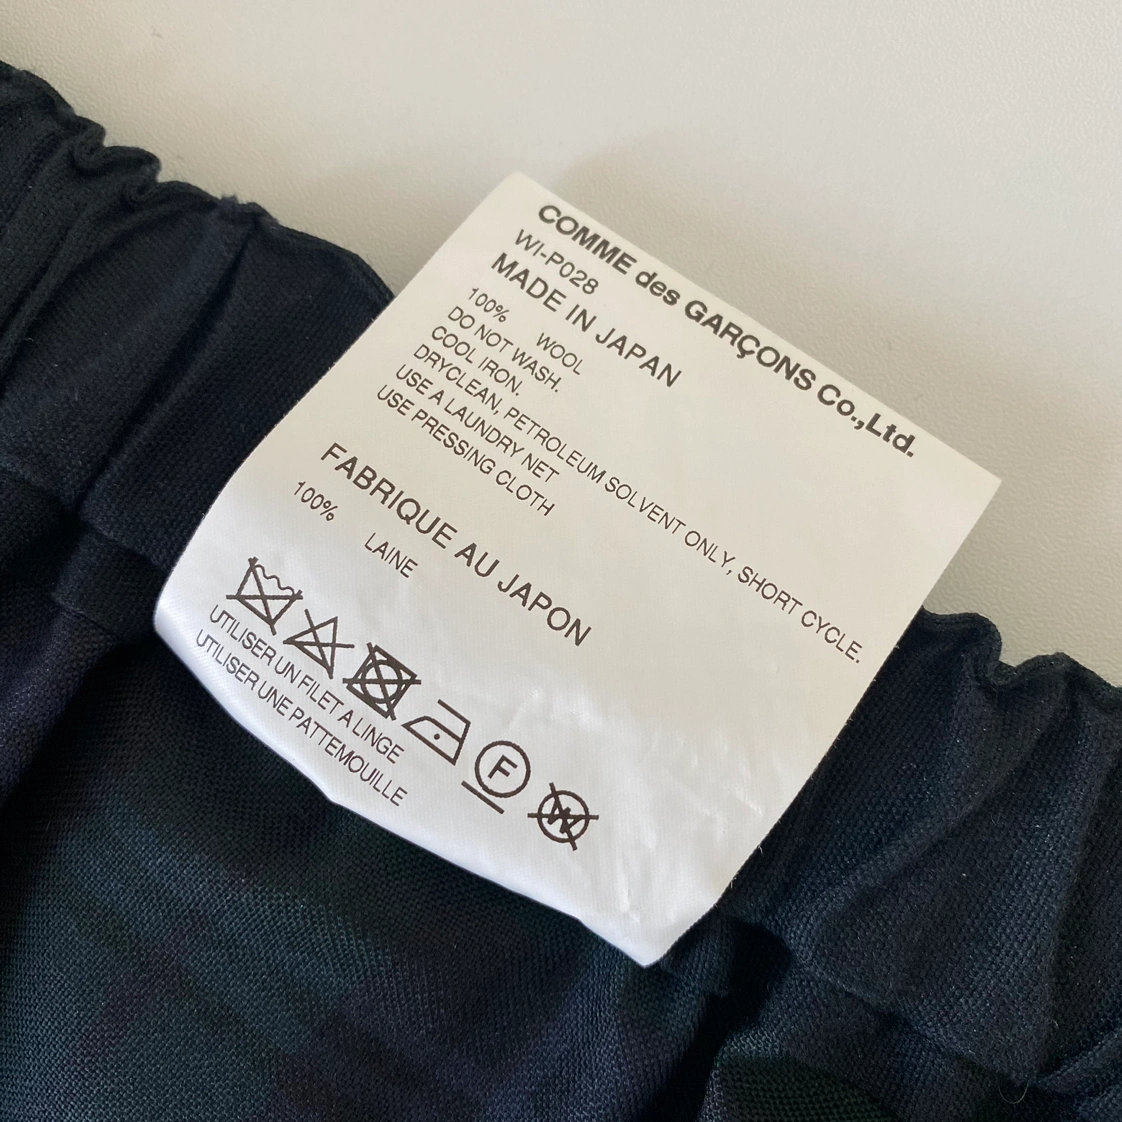 COMME des GARÇONS Co.,Ltd.
WI-P028
MADE IN JAPAN
100% WOOL
DO NOT WASH.
COOL IRON.
DRYCLEAN, PETROLEUM SOLVENT ONLY, SHORT CYCLE.
USE A LAUNDRY NET
USE PRESSING CLOTH
FABRIQUE AU JAPON
100% LAINE
F W
UTILISER UN FILET A LINGE
UTILISER UNE PATTEMOUILLE